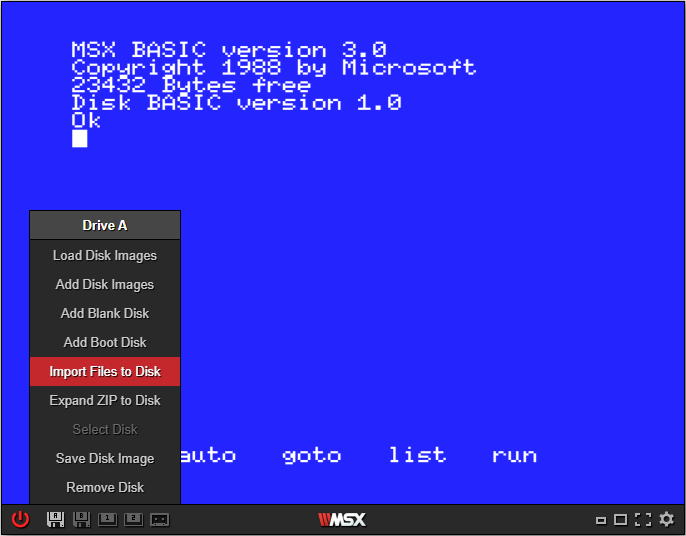 MSX BASIC version 3.0
Copyright 1988 by Microsoft
23432 Bytes free
Disk BASIC version 1.0
Ok
Drive A
Load Disk Images
Add Disk Images
Add Blank Disk
Add Boot Disk
Import Files to Disk
Expand ZIP to Disk
Select Disk
Save Disk Image
Remove Disk
auto goto list run
A B 1 2
WMSX